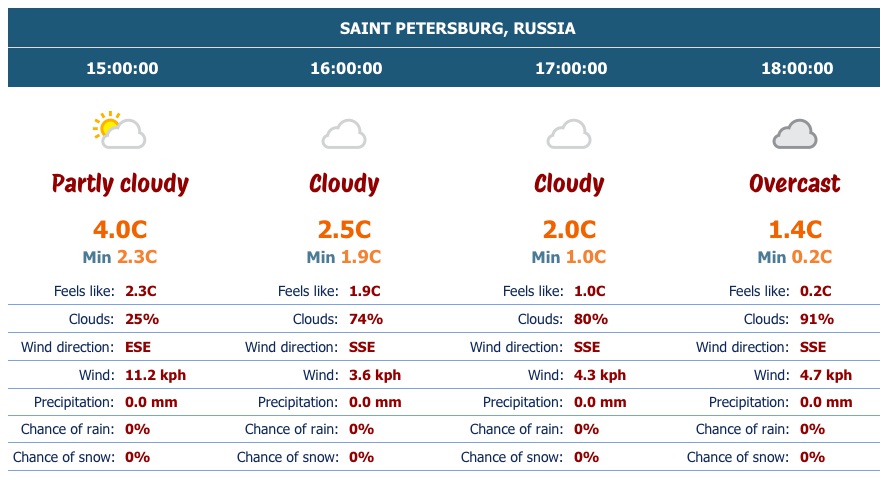 SAINT PETERSBURG, RUSSIA
15:00:00 16:00:00 17:00:00 18:00:00
Partly cloudy Cloudy Cloudy Overcast
4.0C 2.5C 2.0C 1.4C
Min 2.3C Min 1.9C Min 1.0C Min 0.2C
Feels like: 2.3C Feels like: 1.9C Feels like: 1.0C Feels like: 0.2C
Clouds: 25% Clouds: 74% Clouds: 80% Clouds: 91%
Wind direction: ESE Wind direction: SSE Wind direction: SSE Wind direction: SSE
Wind: 11.2 kph Wind: 3.6 kph Wind: 4.3 kph Wind: 4.7 kph
Precipitation: 0.0 mm Precipitation: 0.0 mm Precipitation: 0.0 mm Precipitation: 0.0 mm
Chance of rain: 0% Chance of rain: 0% Chance of rain: 0% Chance of rain: 0%
Chance of snow: 0% Chance of snow: 0% Chance of snow: 0% Chance of snow: 0%